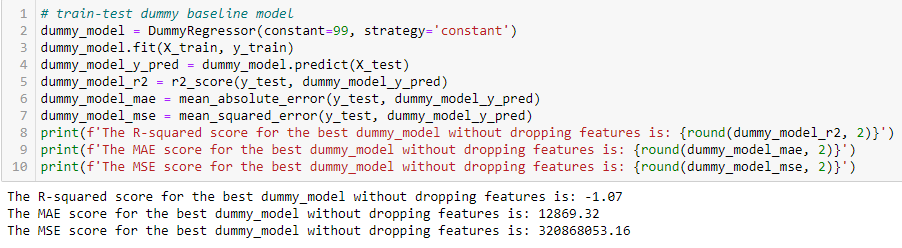 1 # train-test dummy baseline model
2 dummy_model = DummyRegressor(constant=99, strategy='constant')
3 dummy_model.fit(X_train, y_train)
4 dummy_model_y_pred = dummy_model.predict(X_test)
5 dummy_model_r2 = r2_score(y_test, dummy_model_y_pred)
6 dummy_model_mae = mean_absolute_error(y_test, dummy_model_y_pred)
7 dummy_model_mse = mean_squared_error(y_test, dummy_model_y_pred)
8 print(f'The R-squared score for the best dummy_model without dropping features is: {round(dummy_model_r2, 2)}')
9 print(f'The MAE score for the best dummy_model without dropping features is: {round(dummy_model_mae, 2)}')
10 print(f'The MSE score for the best dummy_model without dropping features is: {round(dummy_model_mse, 2)}')
The R-squared score for the best dummy_model without dropping features is: -1.07
The MAE score for the best dummy_model without dropping features is: 12869.32
The MSE score for the best dummy_model without dropping features is: 320868053.16